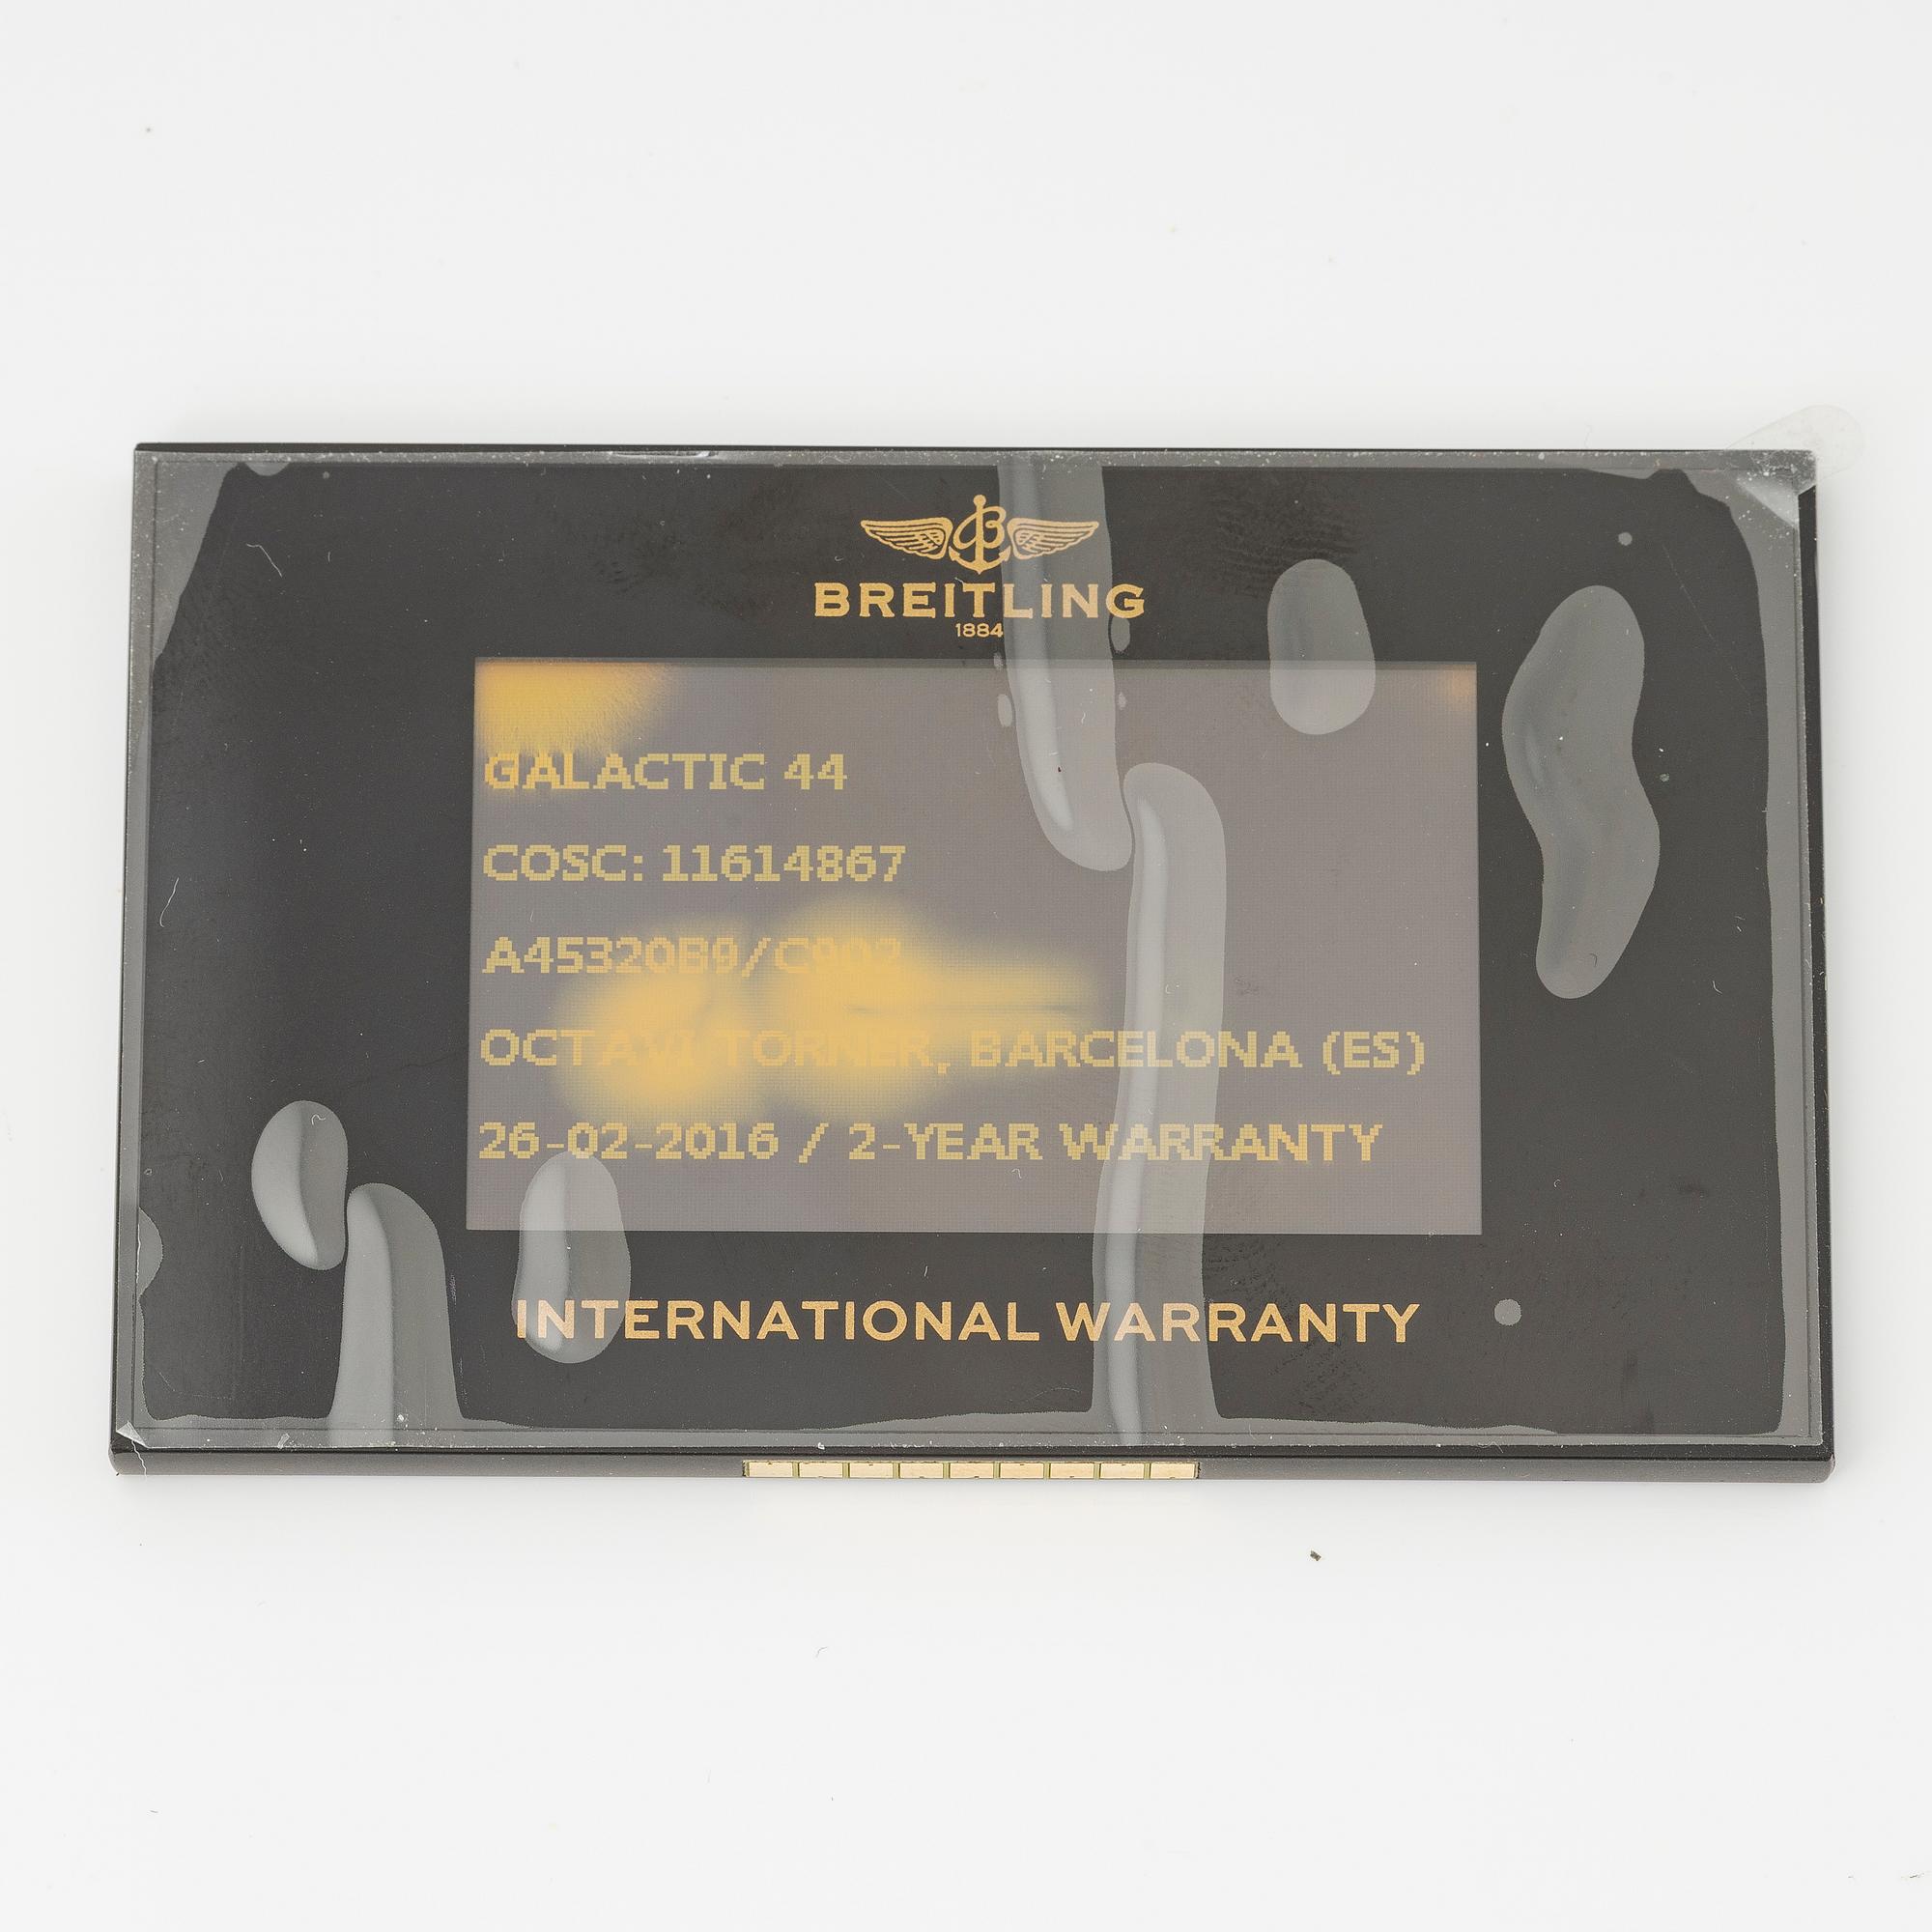 BREITLING
1884
GALACTIC 44
COSC: 11614867
A45320B9/C902
OCTAVI TORNER, BARCELONA (ES)
26-02-2016 / 2-YEAR WARRANTY
INTERNATIONAL WARRANTY